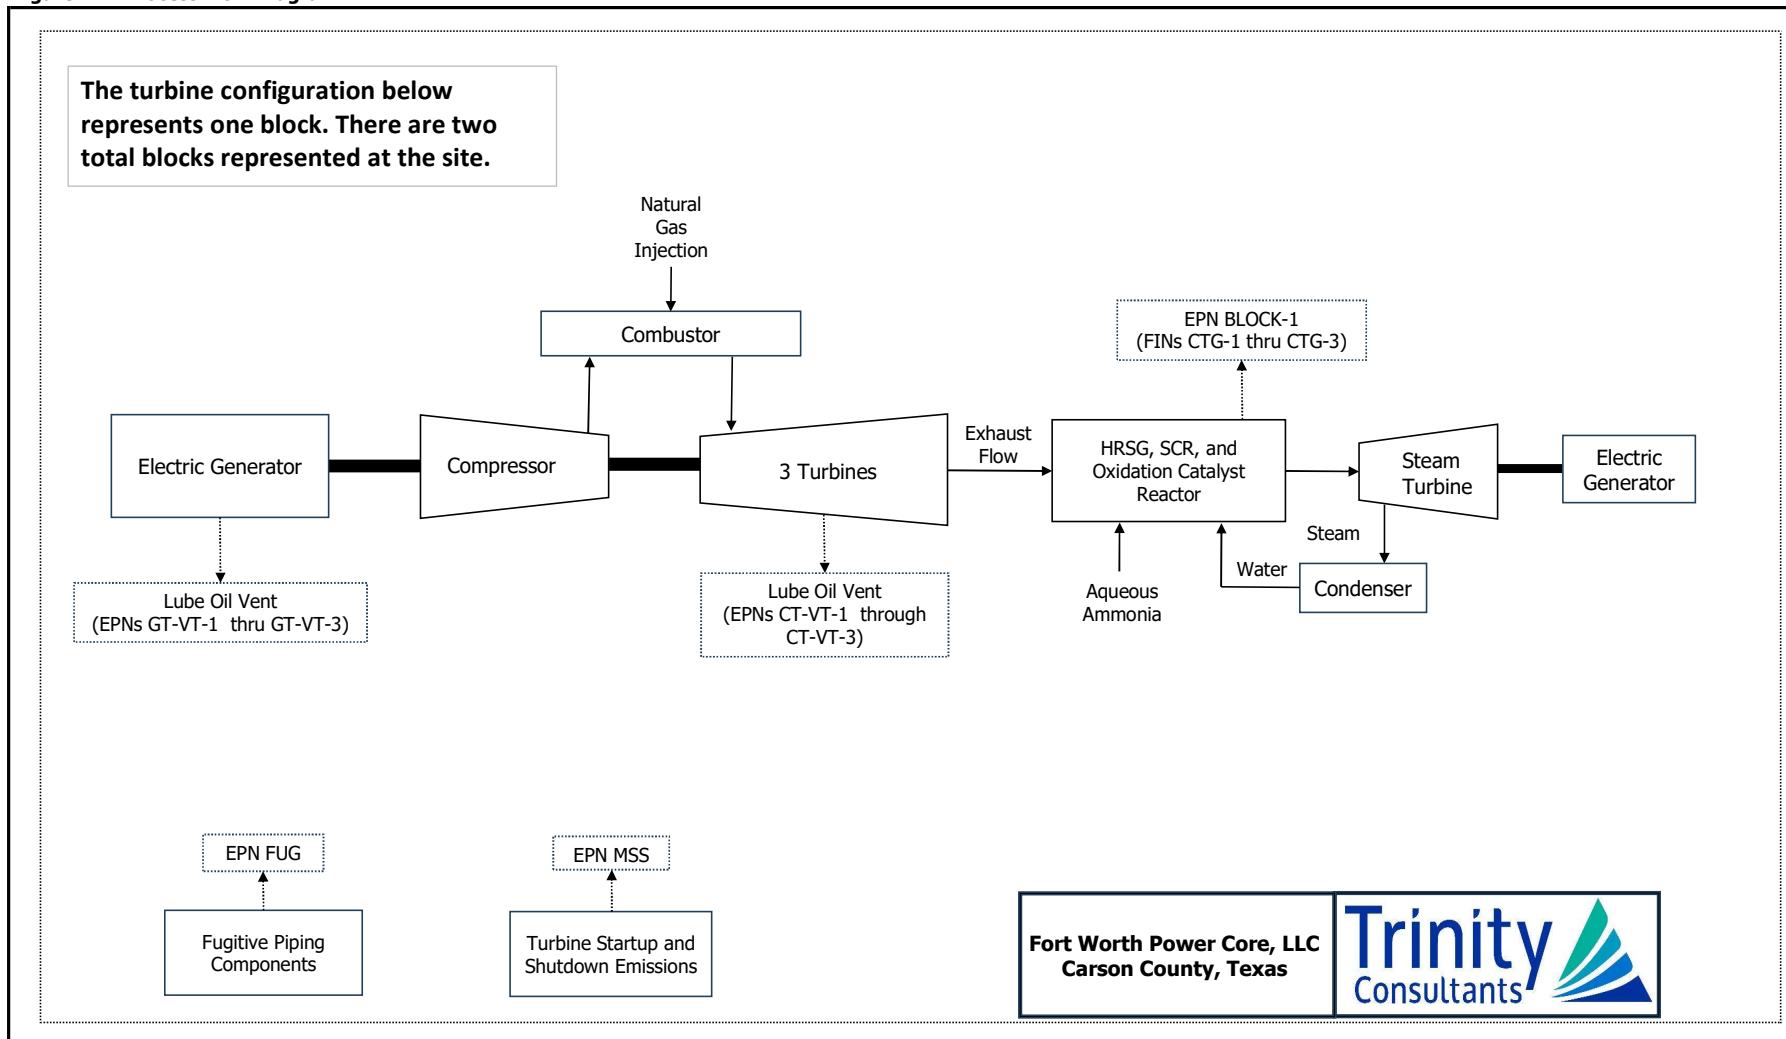 The turbine configuration below
represents one block. There are two
total blocks represented at the site.
Natural
Gas
Injection
Combustor
EPN BLOCK-1
(FINs CTG-1 thru CTG-3)
Electric Generator
Compressor
3 Turbines
Exhaust
Flow
HRSG, SCR, and
Oxidation Catalyst
Reactor
Steam
Turbine
Electric
Generator
Steam
Water
Condenser
Aqueous
Ammonia
Lube Oil Vent
(EPNs GT-VT-1 thru GT-VT-3)
Lube Oil Vent
(EPNs CT-VT-1 through
CT-VT-3)
EPN FUG
EPN MSS
Fugitive Piping
Components
Turbine Startup and
Shutdown Emissions
Fort Worth Power Core, LLC
Carson County, Texas
Trinity
Consultants